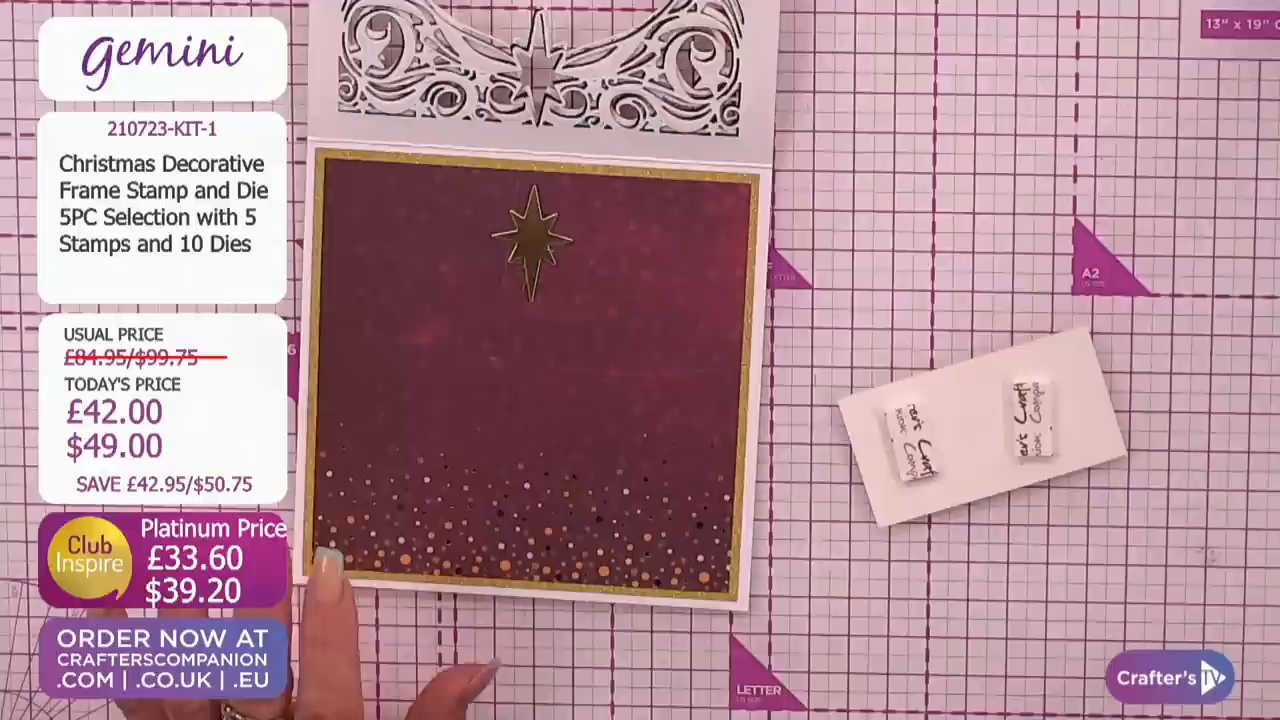 gemini
210723-KIT-1
Christmas Decorative
Frame Stamp and Die
5PC Selection with 5
Stamps and 10 Dies
USUAL PRICE
£84.95/$99.75
TODAY'S PRICE
£42.00
$49.00
SAVE £42.95/$50.75
Club
Inspire
Platinum Price
£33.60
$39.20
ORDER NOW AT
CRAFTERSCOMPANION
.COM | .CO.UK | .EU
13" x 19"
A2
LETTER
Crafter's TV